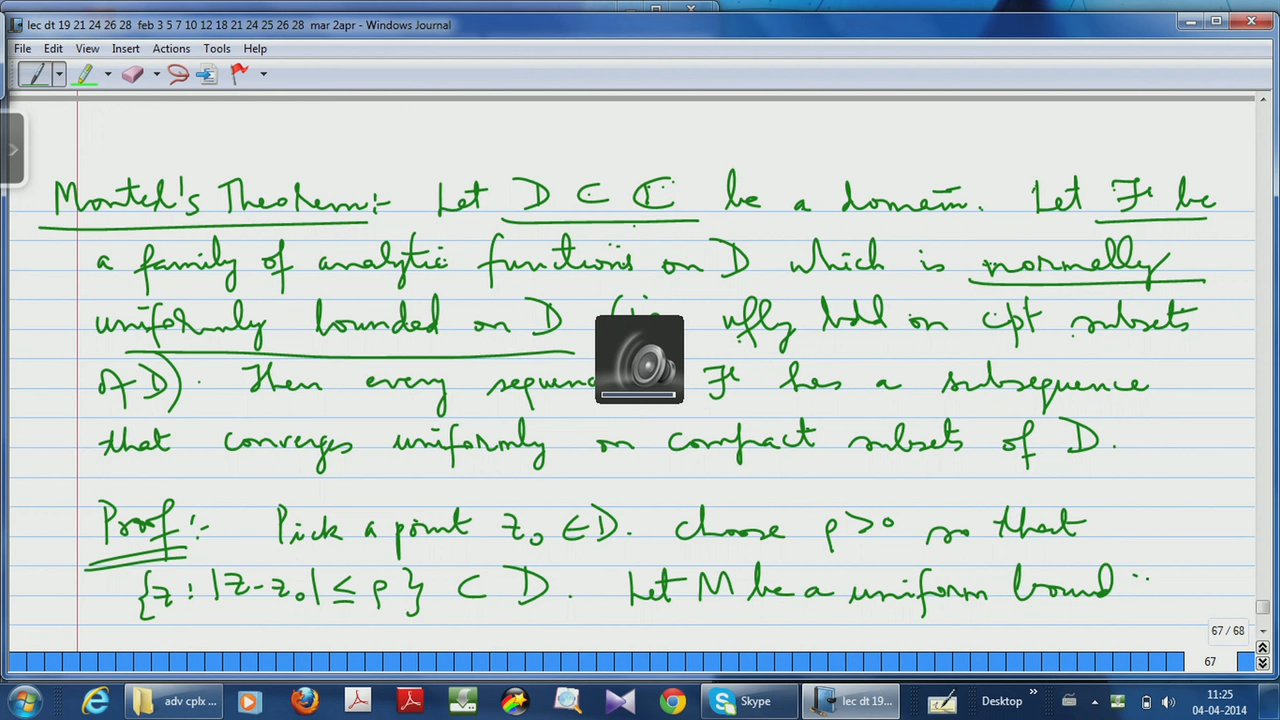 lec dt 19 21 24 26 28 feb 3 5 7 10 12 18 21 24 25 26 28 mar 2apr - Windows Journal
File Edit View Insert Actions Tools Help
Montel's Theorem:- Let D ⊂ ℂ be a domain. Let ℱ be
a family of analytic functions on D which is normally
uniformly bounded on D (ie ufly bdd on cpt subsets
of D). Then every ℱ has a subsequence
that converges uniformly on compact subsets of D.
Proof:- Pick a point z₀ ∈ D. Choose ρ>0 so that
{z : |z-z₀| ≤ ρ} ⊂ D. Let M be a uniform bound
67 / 68
67
adv cplx ... Skype lec dt 19... Desktop » 11:25
04-04-2014